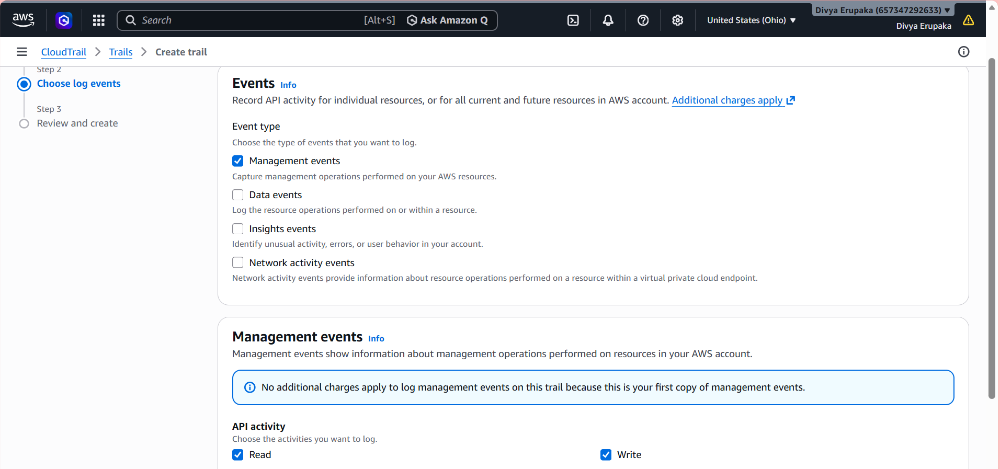 aws
Search
[Alt+S]
Ask Amazon Q
United States (Ohio)
Divya Erupaka (657347292633)
Divya Erupaka
CloudTrail
Trails
Create trail
Step 2
Choose log events
Step 3
Review and create
Events Info
Record API activity for individual resources, or for all current and future resources in AWS account. Additional charges apply
Event type
Choose the type of events that you want to log.
Management events
Capture management operations performed on your AWS resources.
Data events
Log the resource operations performed on or within a resource.
Insights events
Identify unusual activity, errors, or user behavior in your account.
Network activity events
Network activity events provide information about resource operations performed on a resource within a virtual private cloud endpoint.
Management events Info
Management events show information about management operations performed on resources in your AWS account.
No additional charges apply to log management events on this trail because this is your first copy of management events.
API activity
Choose the activities you want to log.
Read
Write